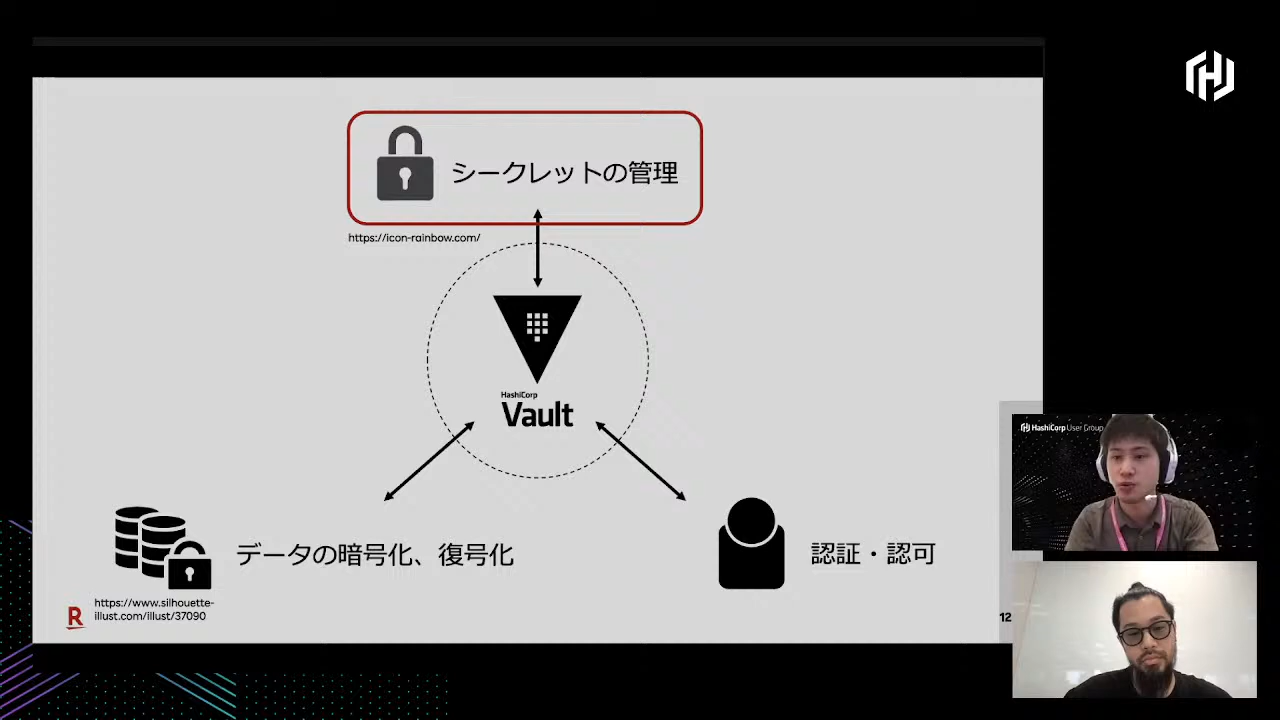 シークレットの管理
https://icon-rainbow.com/
HashiCorp
Vault
データの暗号化、復号化
認証・認可
https://www.silhouette-
illust.com/illust/37090
R
12
HashiCorp User Group